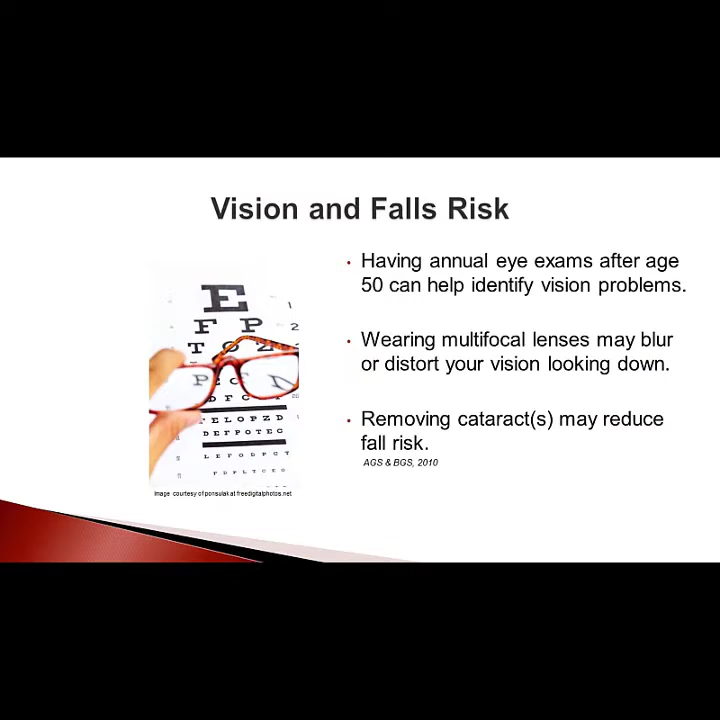 Vision and Falls Risk
• Having annual eye exams after age
50 can help identify vision problems.
• Wearing multifocal lenses may blur
or distort your vision looking down.
• Removing cataract(s) may reduce
fall risk.
AGS & BGS, 2010
E
F P
T O Z
P E C
D F C
F E L O P Z D
D E F P O T E C
L E F O D P C T
F D P L T C E O
Image courtesy of ponsulak at freedigitalphotos.net